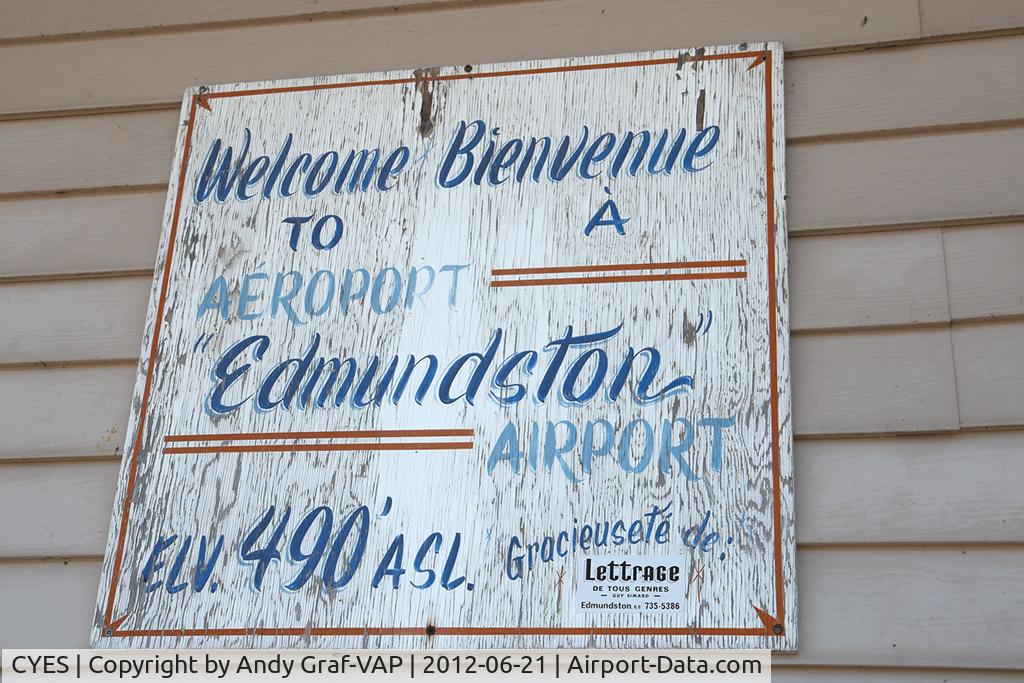 Welcome Bienvenue
TO À
AÉROPORT
"Edmundston"
AIRPORT
ELV. 490' ASL. Gracieuseté de:
LettrAGE
DE TOUS GENRES
- GUY SIMARD -
Edmundston N.B 735-5386
CYES | Copyright by Andy Graf-VAP | 2012-06-21 | Airport-Data.com